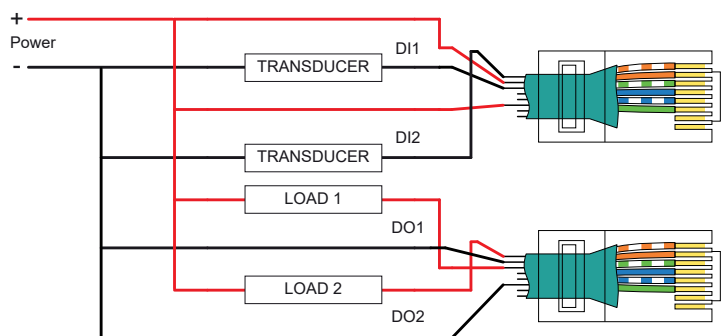 +
Power
-
DI1
TRANSDUCER
DI2
TRANSDUCER
LOAD 1
DO1
LOAD 2
DO2